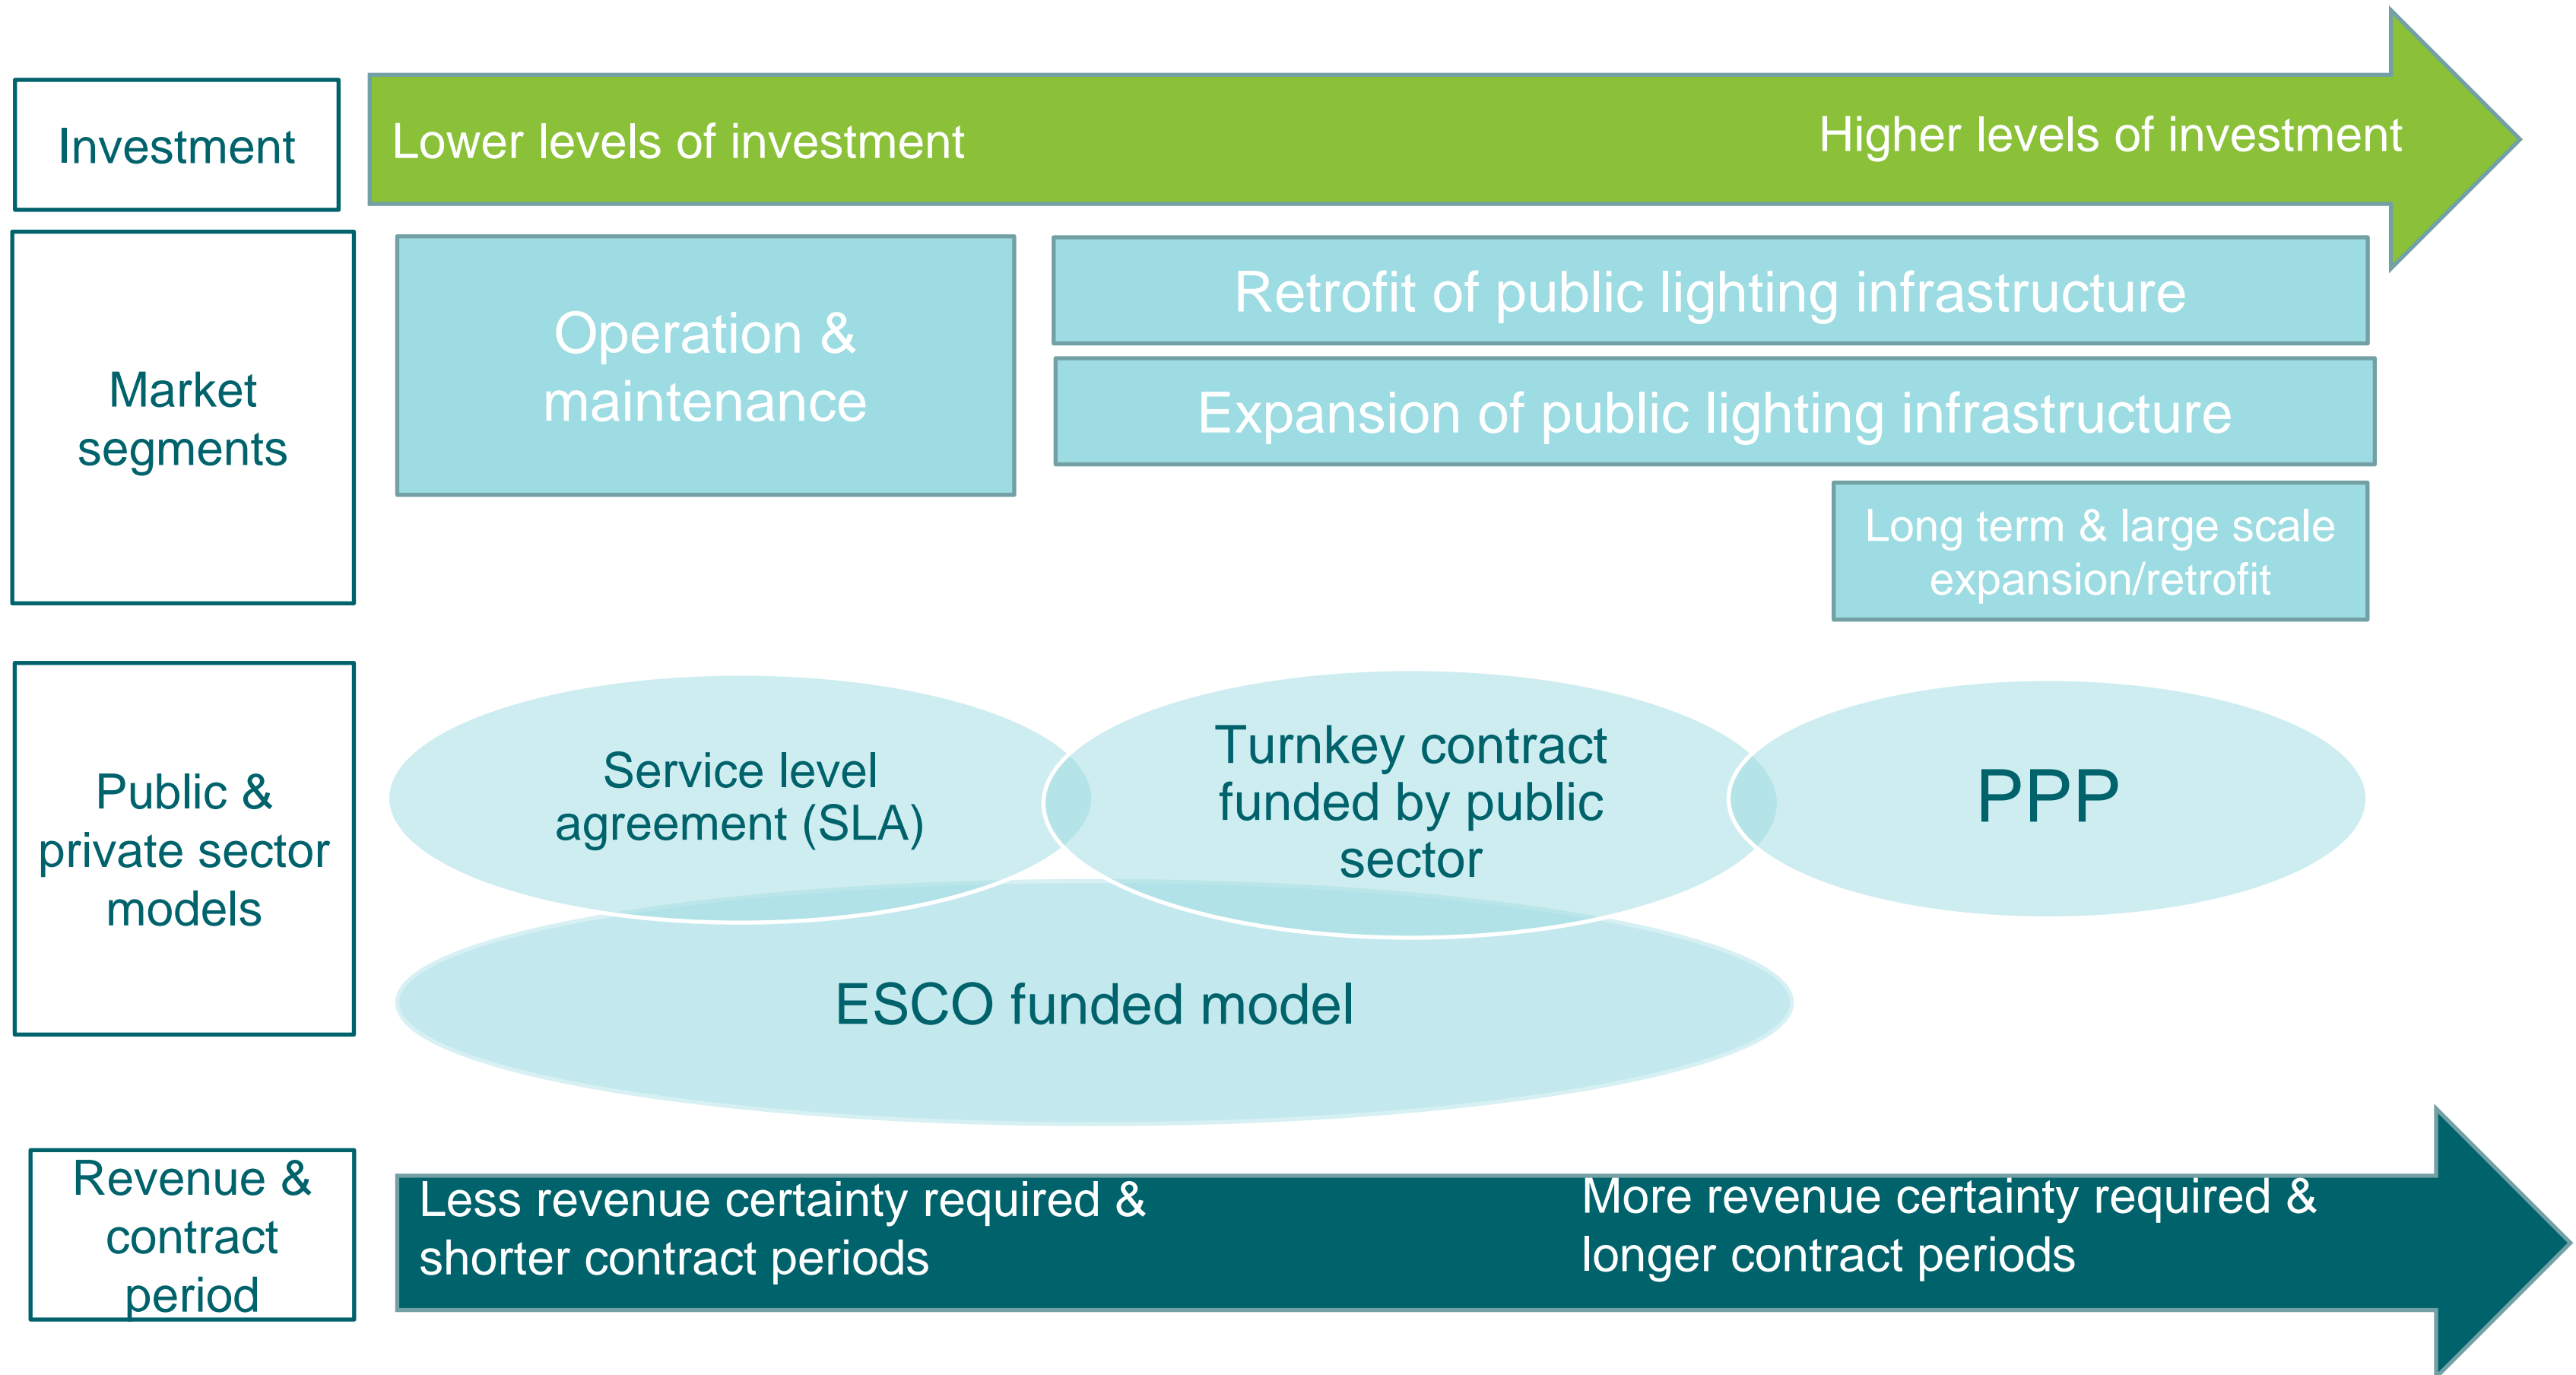 Investment
Lower levels of investment
Higher levels of investment
Market
segments
Operation &
maintenance
Retrofit of public lighting infrastructure
Expansion of public lighting infrastructure
Long term & large scale
expansion/retrofit
Public &
private sector
models
Service level
agreement (SLA)
Turnkey contract
funded by public
sector
PPP
ESCO funded model
Revenue &
contract
period
Less revenue certainty required &
shorter contract periods
More revenue certainty required &
longer contract periods